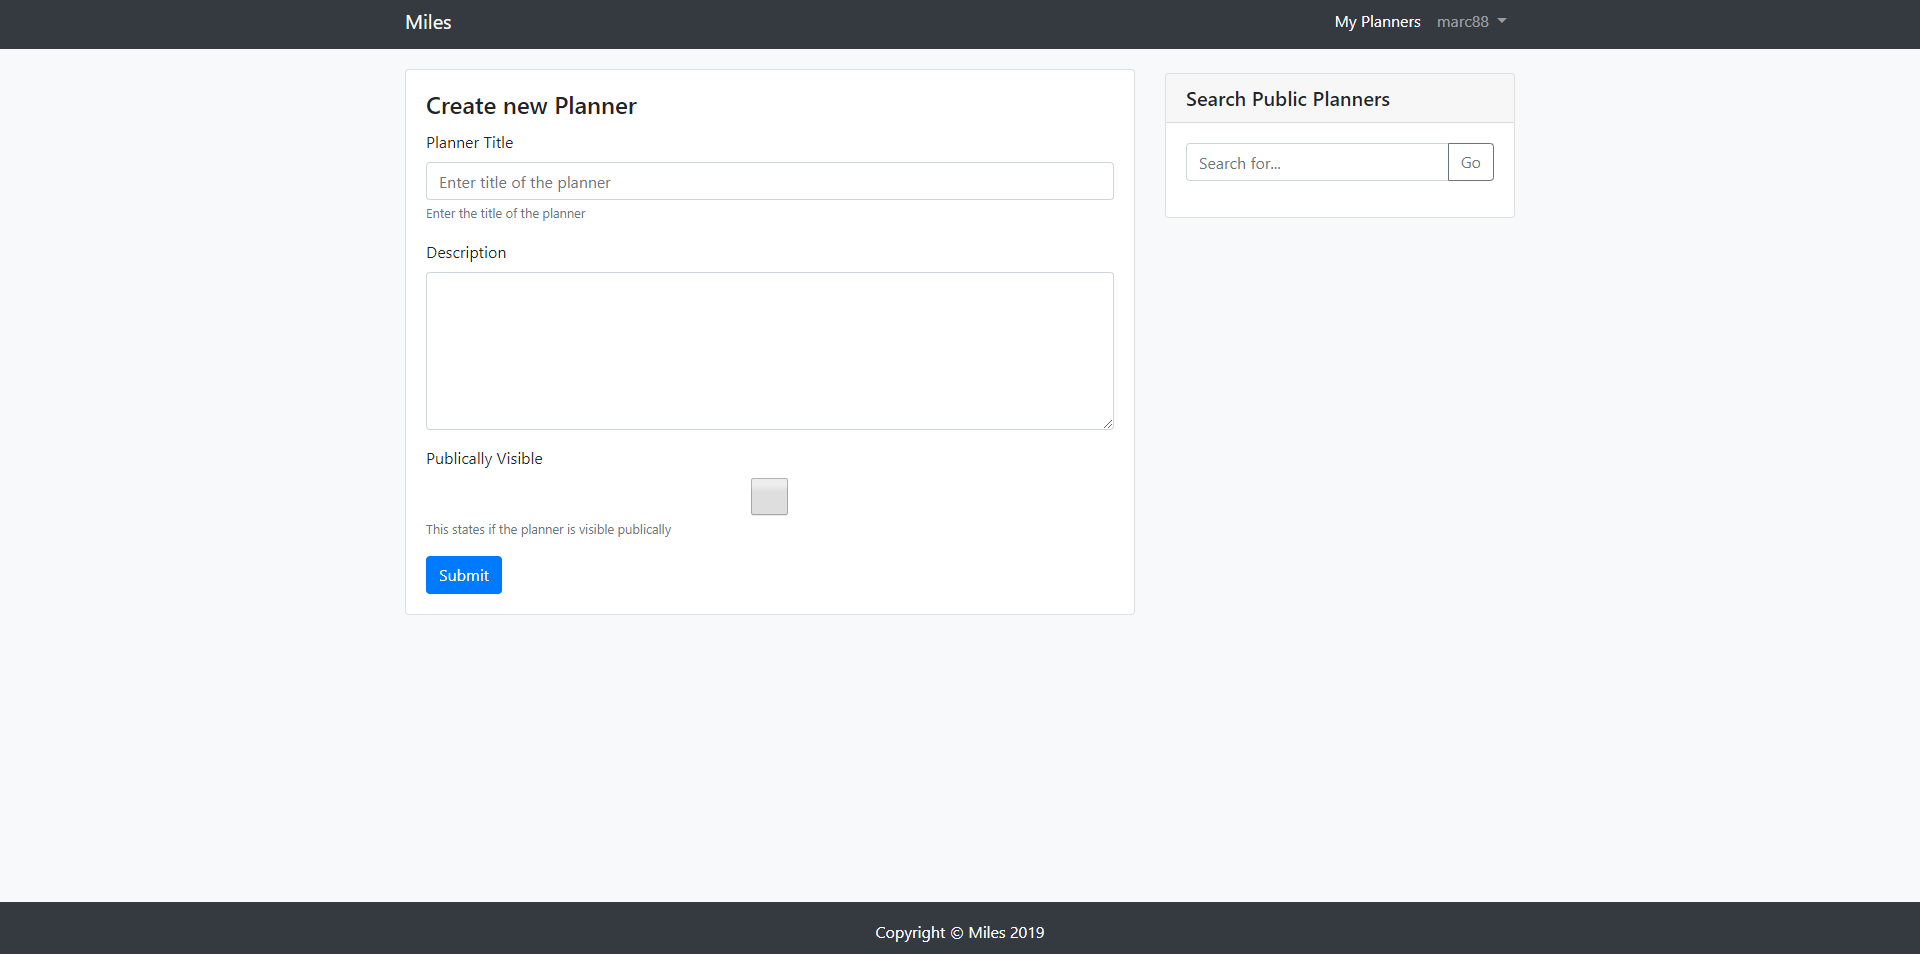 Miles
My Planners
marc88
Create new Planner
Planner Title
Enter title of the planner
Enter the title of the planner
Description
Publically Visible
This states if the planner is visible publically
Submit
Search Public Planners
Search for...
Go
Copyright © Miles 2019